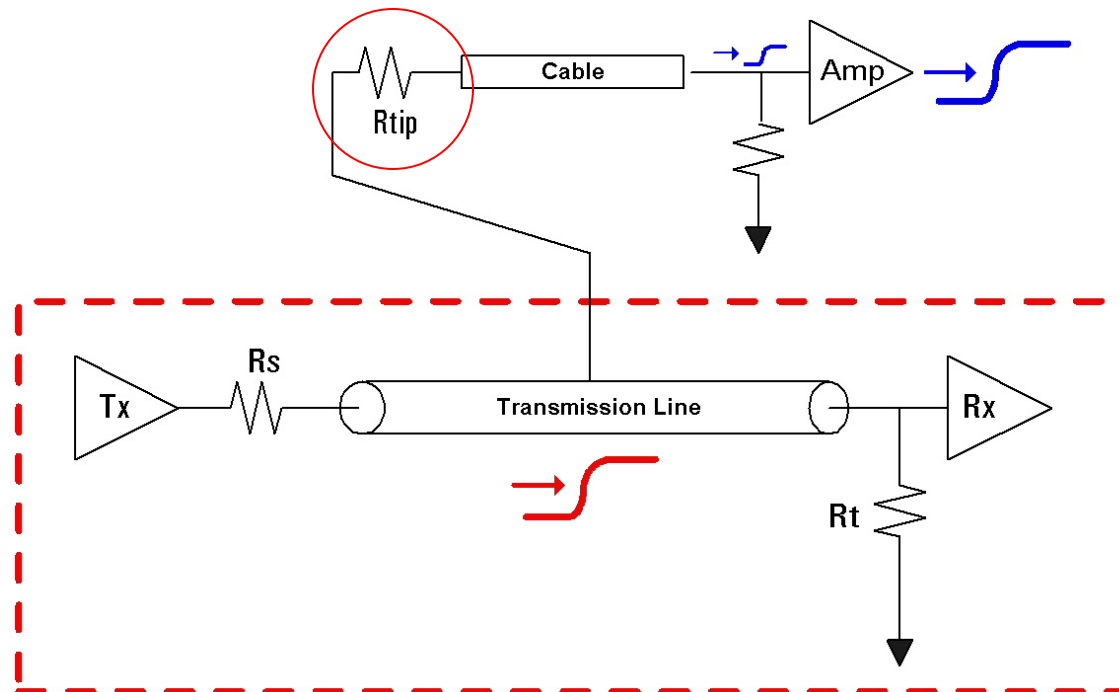 Cable
Amp
Rtip
Rs
Tx
Transmission Line
Rx
Rt